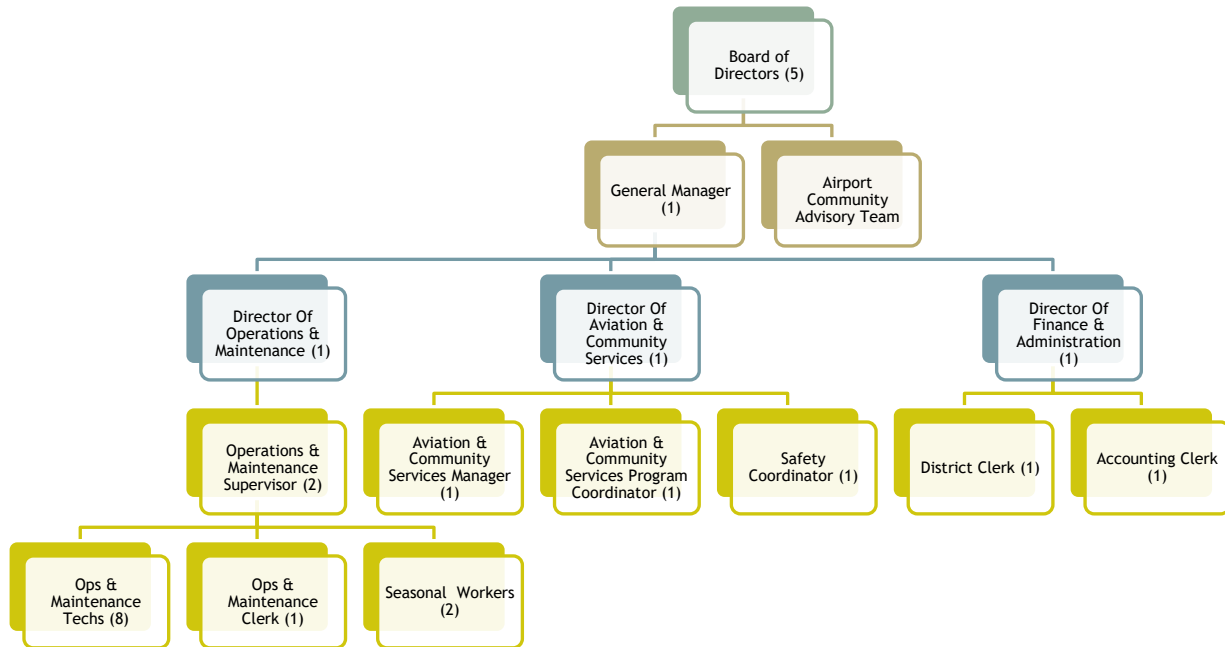 Board of
Directors (5)
General Manager
(1)
Airport
Community
Advisory Team
Director Of
Operations &
Maintenance (1)
Director Of
Aviation &
Community
Services (1)
Director Of
Finance &
Administration
(1)
Operations &
Maintenance
Supervisor (2)
Aviation &
Community
Services Manager
(1)
Aviation &
Community
Services Program
Coordinator (1)
Safety
Coordinator (1)
District Clerk (1)
Accounting Clerk
(1)
Ops &
Maintenance
Techs (8)
Ops &
Maintenance
Clerk (1)
Seasonal Workers
(2)